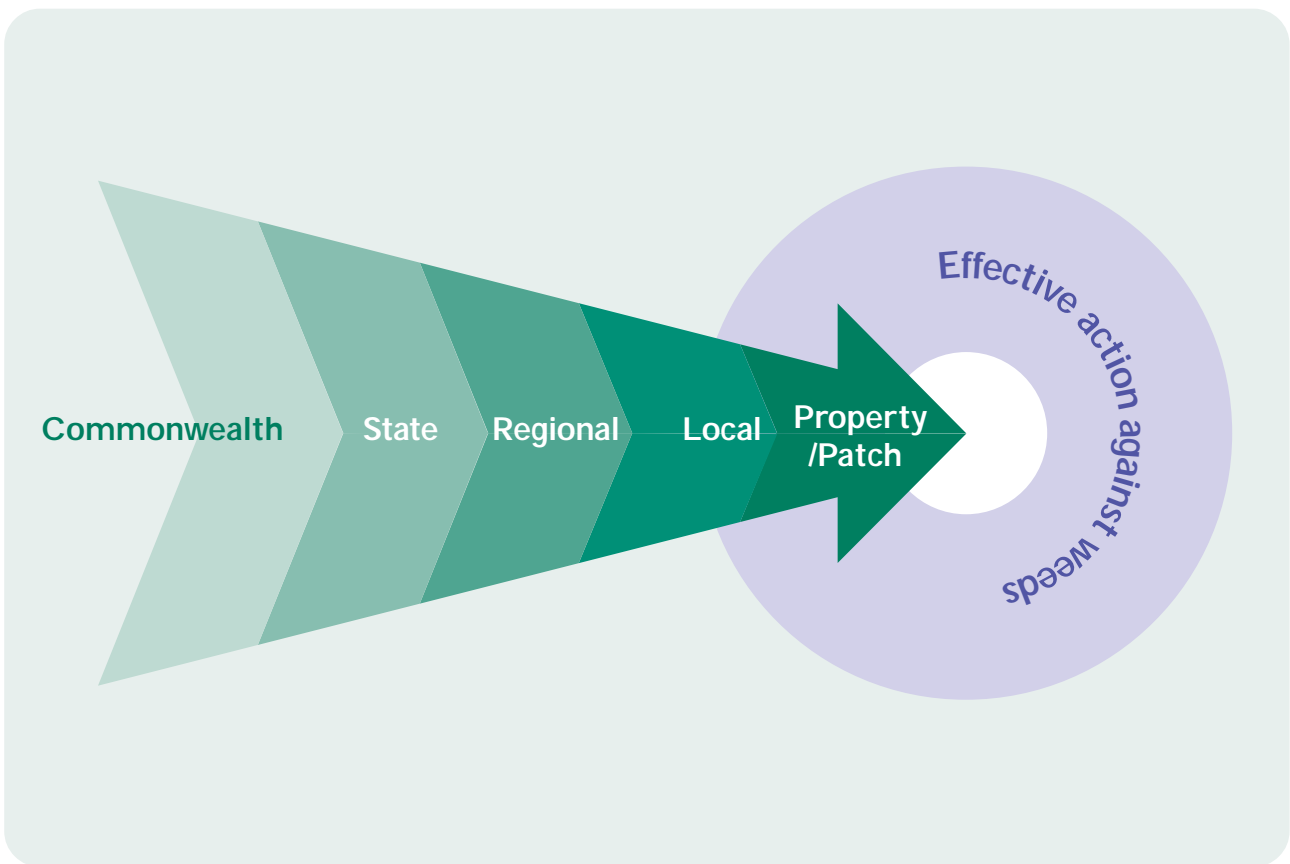 Commonwealth
State
Regional
Local
Property
/Patch
Effective action against weeds